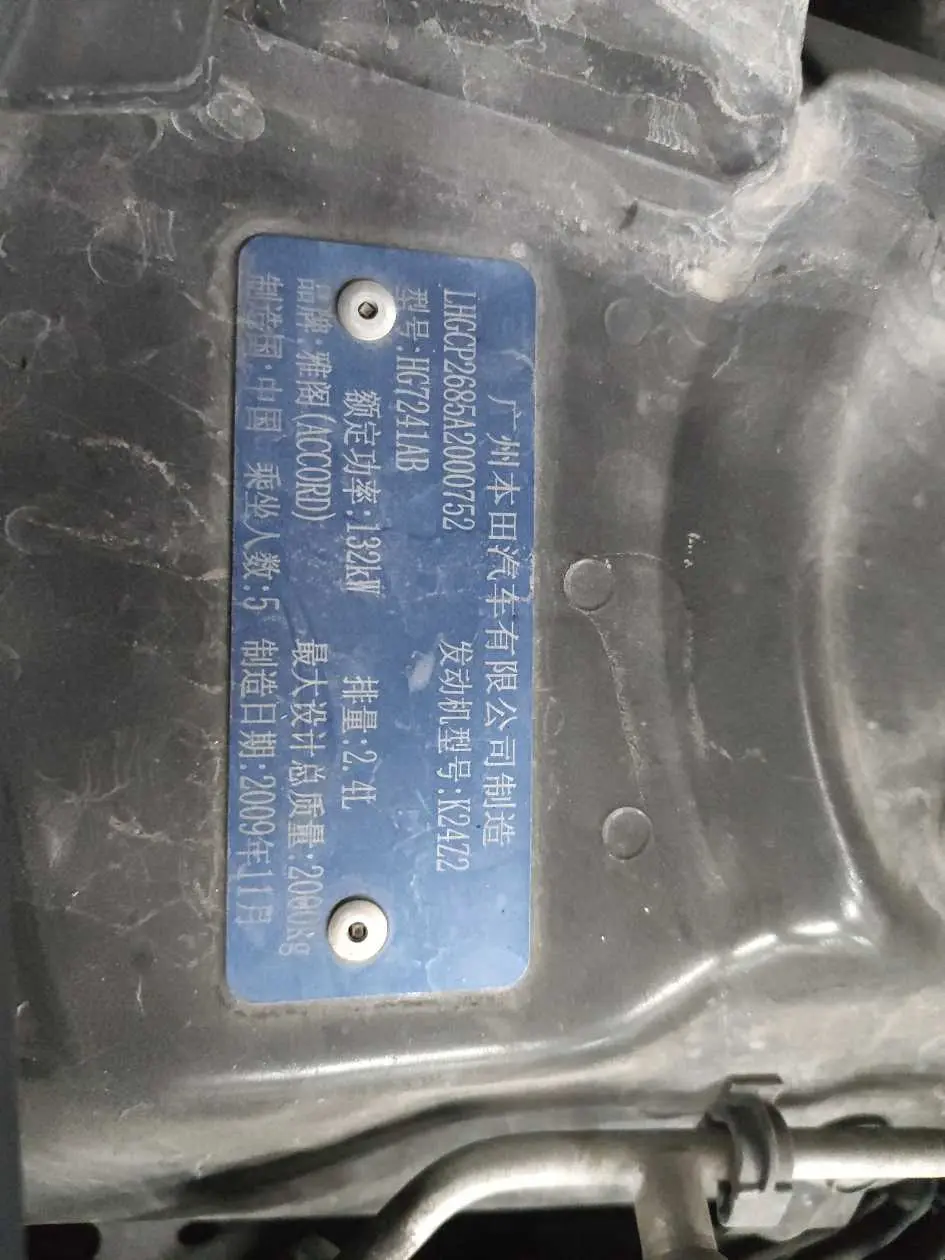 广州本田汽车有限公司制造
LHGCP2685A2000752 发动机型号:K24Z2
型号:HG7241AB
额定功率:132kW 排量:2.4L
品牌:雅阁(ACCORD) 最大设计总质量:2000kg
制造国:中国 乘坐人数:5 制造日期:2009年11月